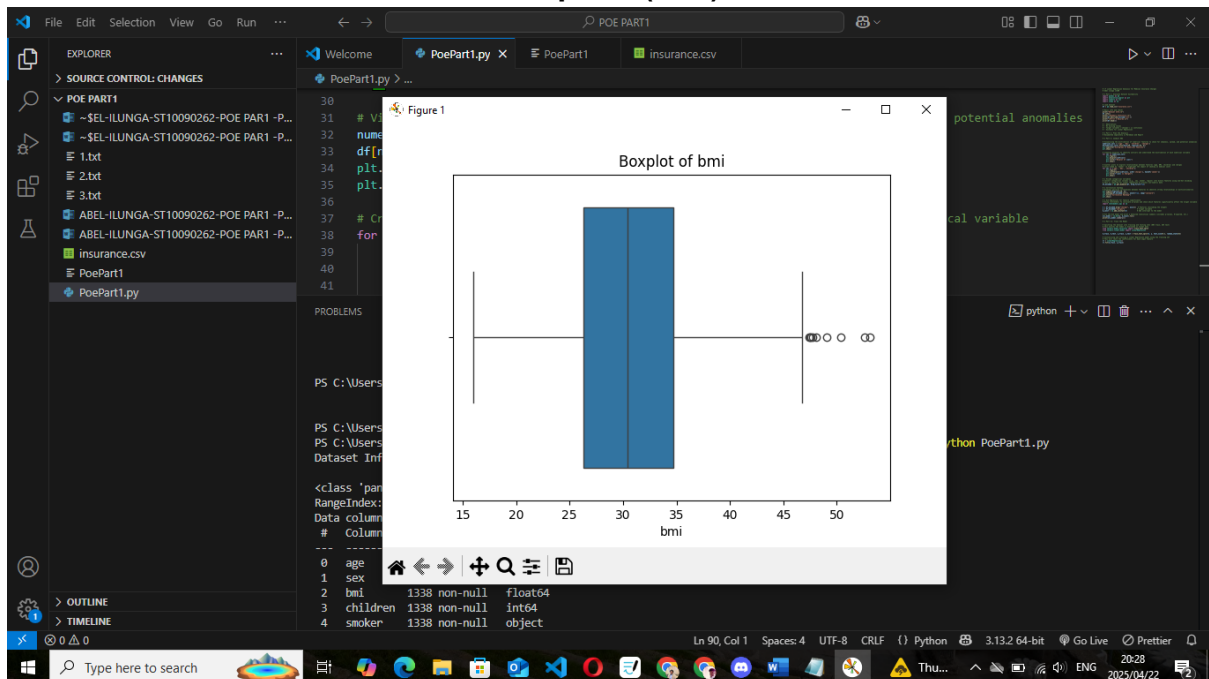 File Edit Selection View Go Run ···
POE PART1
EXPLORER
Welcome
PoePart1.py
PoePart1
insurance.csv
SOURCE CONTROL: CHANGES
PoePart1.py > ...
POE PART1
~$EL-ILUNGA-ST10090262-POE PAR1 -P...
~$EL-ILUNGA-ST10090262-POE PAR1 -P...
1.txt
2.txt
3.txt
ABEL-ILUNGA-ST10090262-POE PAR1 -P...
ABEL-ILUNGA-ST10090262-POE PAR1 -P...
insurance.csv
PoePart1
PoePart1.py
30
31 # Vi
potential anomalies
32 nume
33 df[n
34 plt.
35 plt.
36
37 # Cr
cal variable
38 for
39
40
41
Figure 1
Boxplot of bmi
15 20 25 30 35 40 45 50
bmi
PROBLEMS
python
PS C:\Users
PS C:\Users
PS C:\Users
ython PoePart1.py
Dataset Inf
<class 'pan
RangeIndex:
Data column
# Column
--- ------
0 age
1 sex
2 bmi 1338 non-null float64
3 children 1338 non-null int64
4 smoker 1338 non-null object
OUTLINE
TIMELINE
1
0 0
0
Ln 90, Col 1 Spaces: 4 UTF-8 CRLF {} Python 3.13.2 64-bit Go Live Prettier
Type here to search
Thu...
ENG
20:28
2025/04/22
2